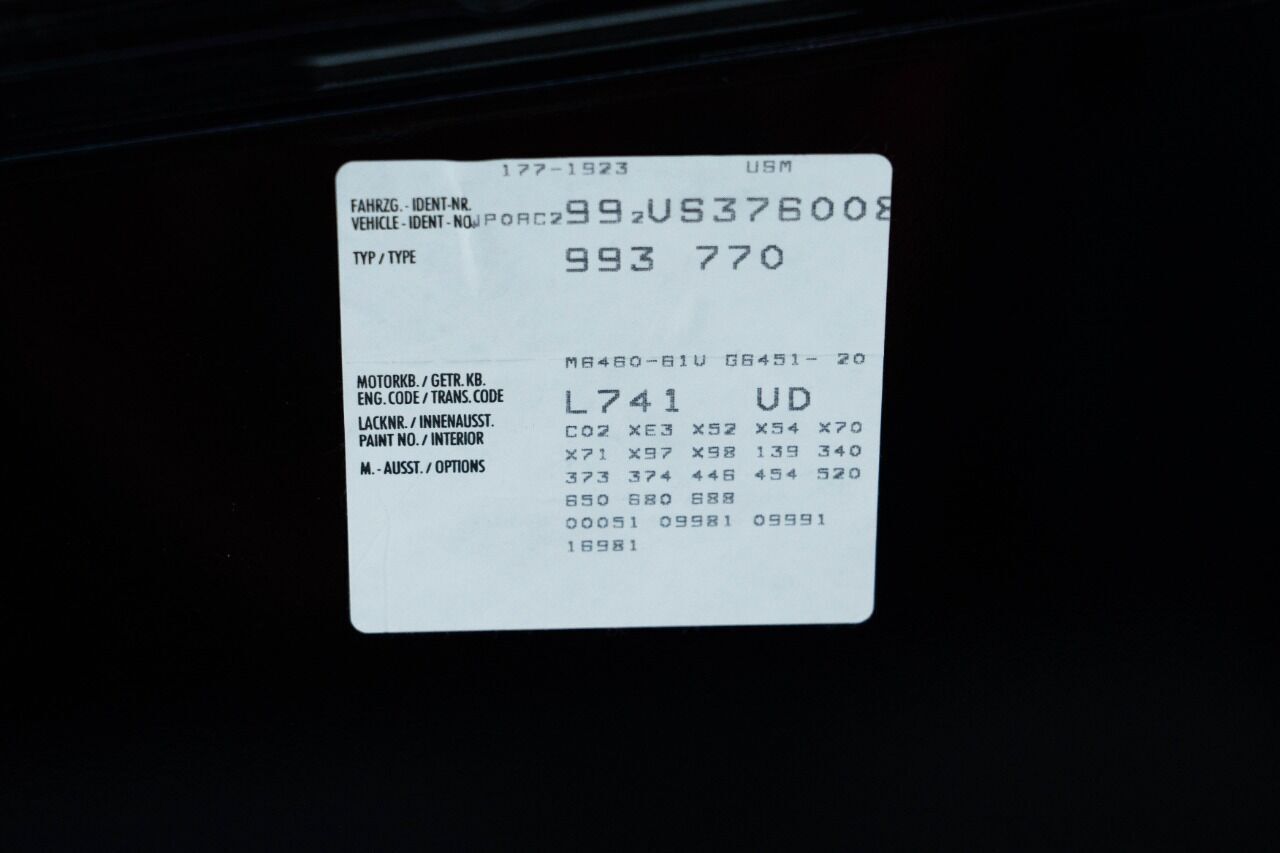 177-1923 USM
FAHRZG.-IDENT-NR.
VEHICLE-IDENT-NO. WP0AC2992VS376008
TYP / TYPE 993 770
M6460-61U G6451- 20
MOTORKB. / GETR.KB.
ENG.CODE / TRANS.CODE L741 UD
LACKNR. / INNENAUSST.
PAINT NO. / INTERIOR
M.-AUSST. / OPTIONS
C02 XE3 X52 X54 X70
X71 X97 X98 139 340
373 374 446 454 520
650 680 688
00051 09981 09991
16981